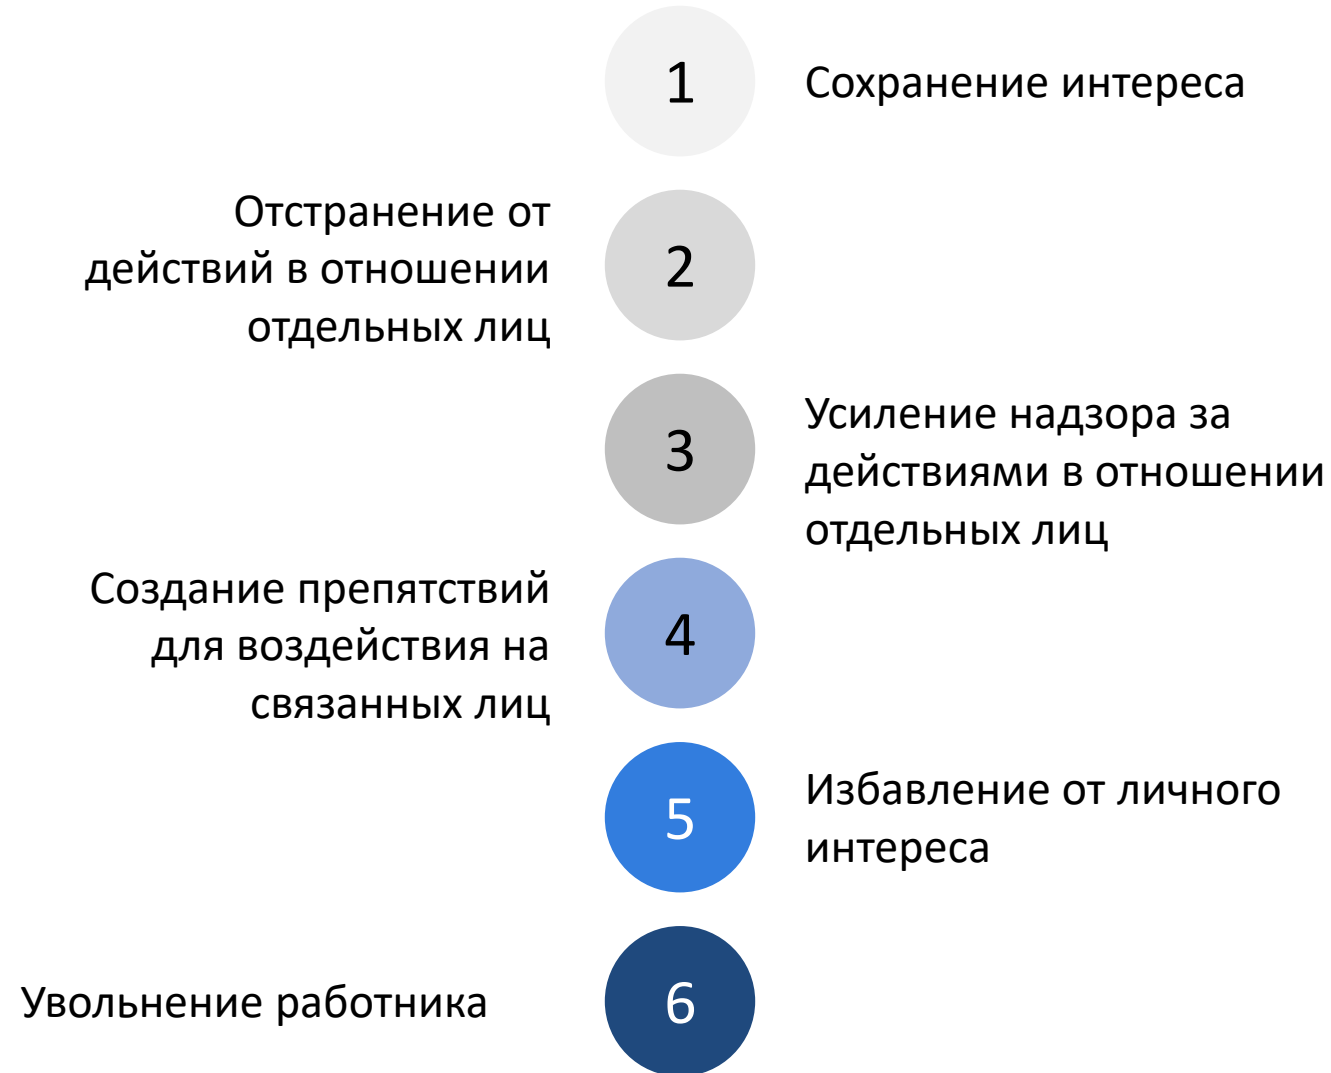 1
Сохранение интереса
Отстранение от
действий в отношении
отдельных лиц
2
3
Усиление надзора за
действиями в отношении
отдельных лиц
Создание препятствий
для воздействия на
связанных лиц
4
5
Избавление от личного
интереса
Увольнение работника
6